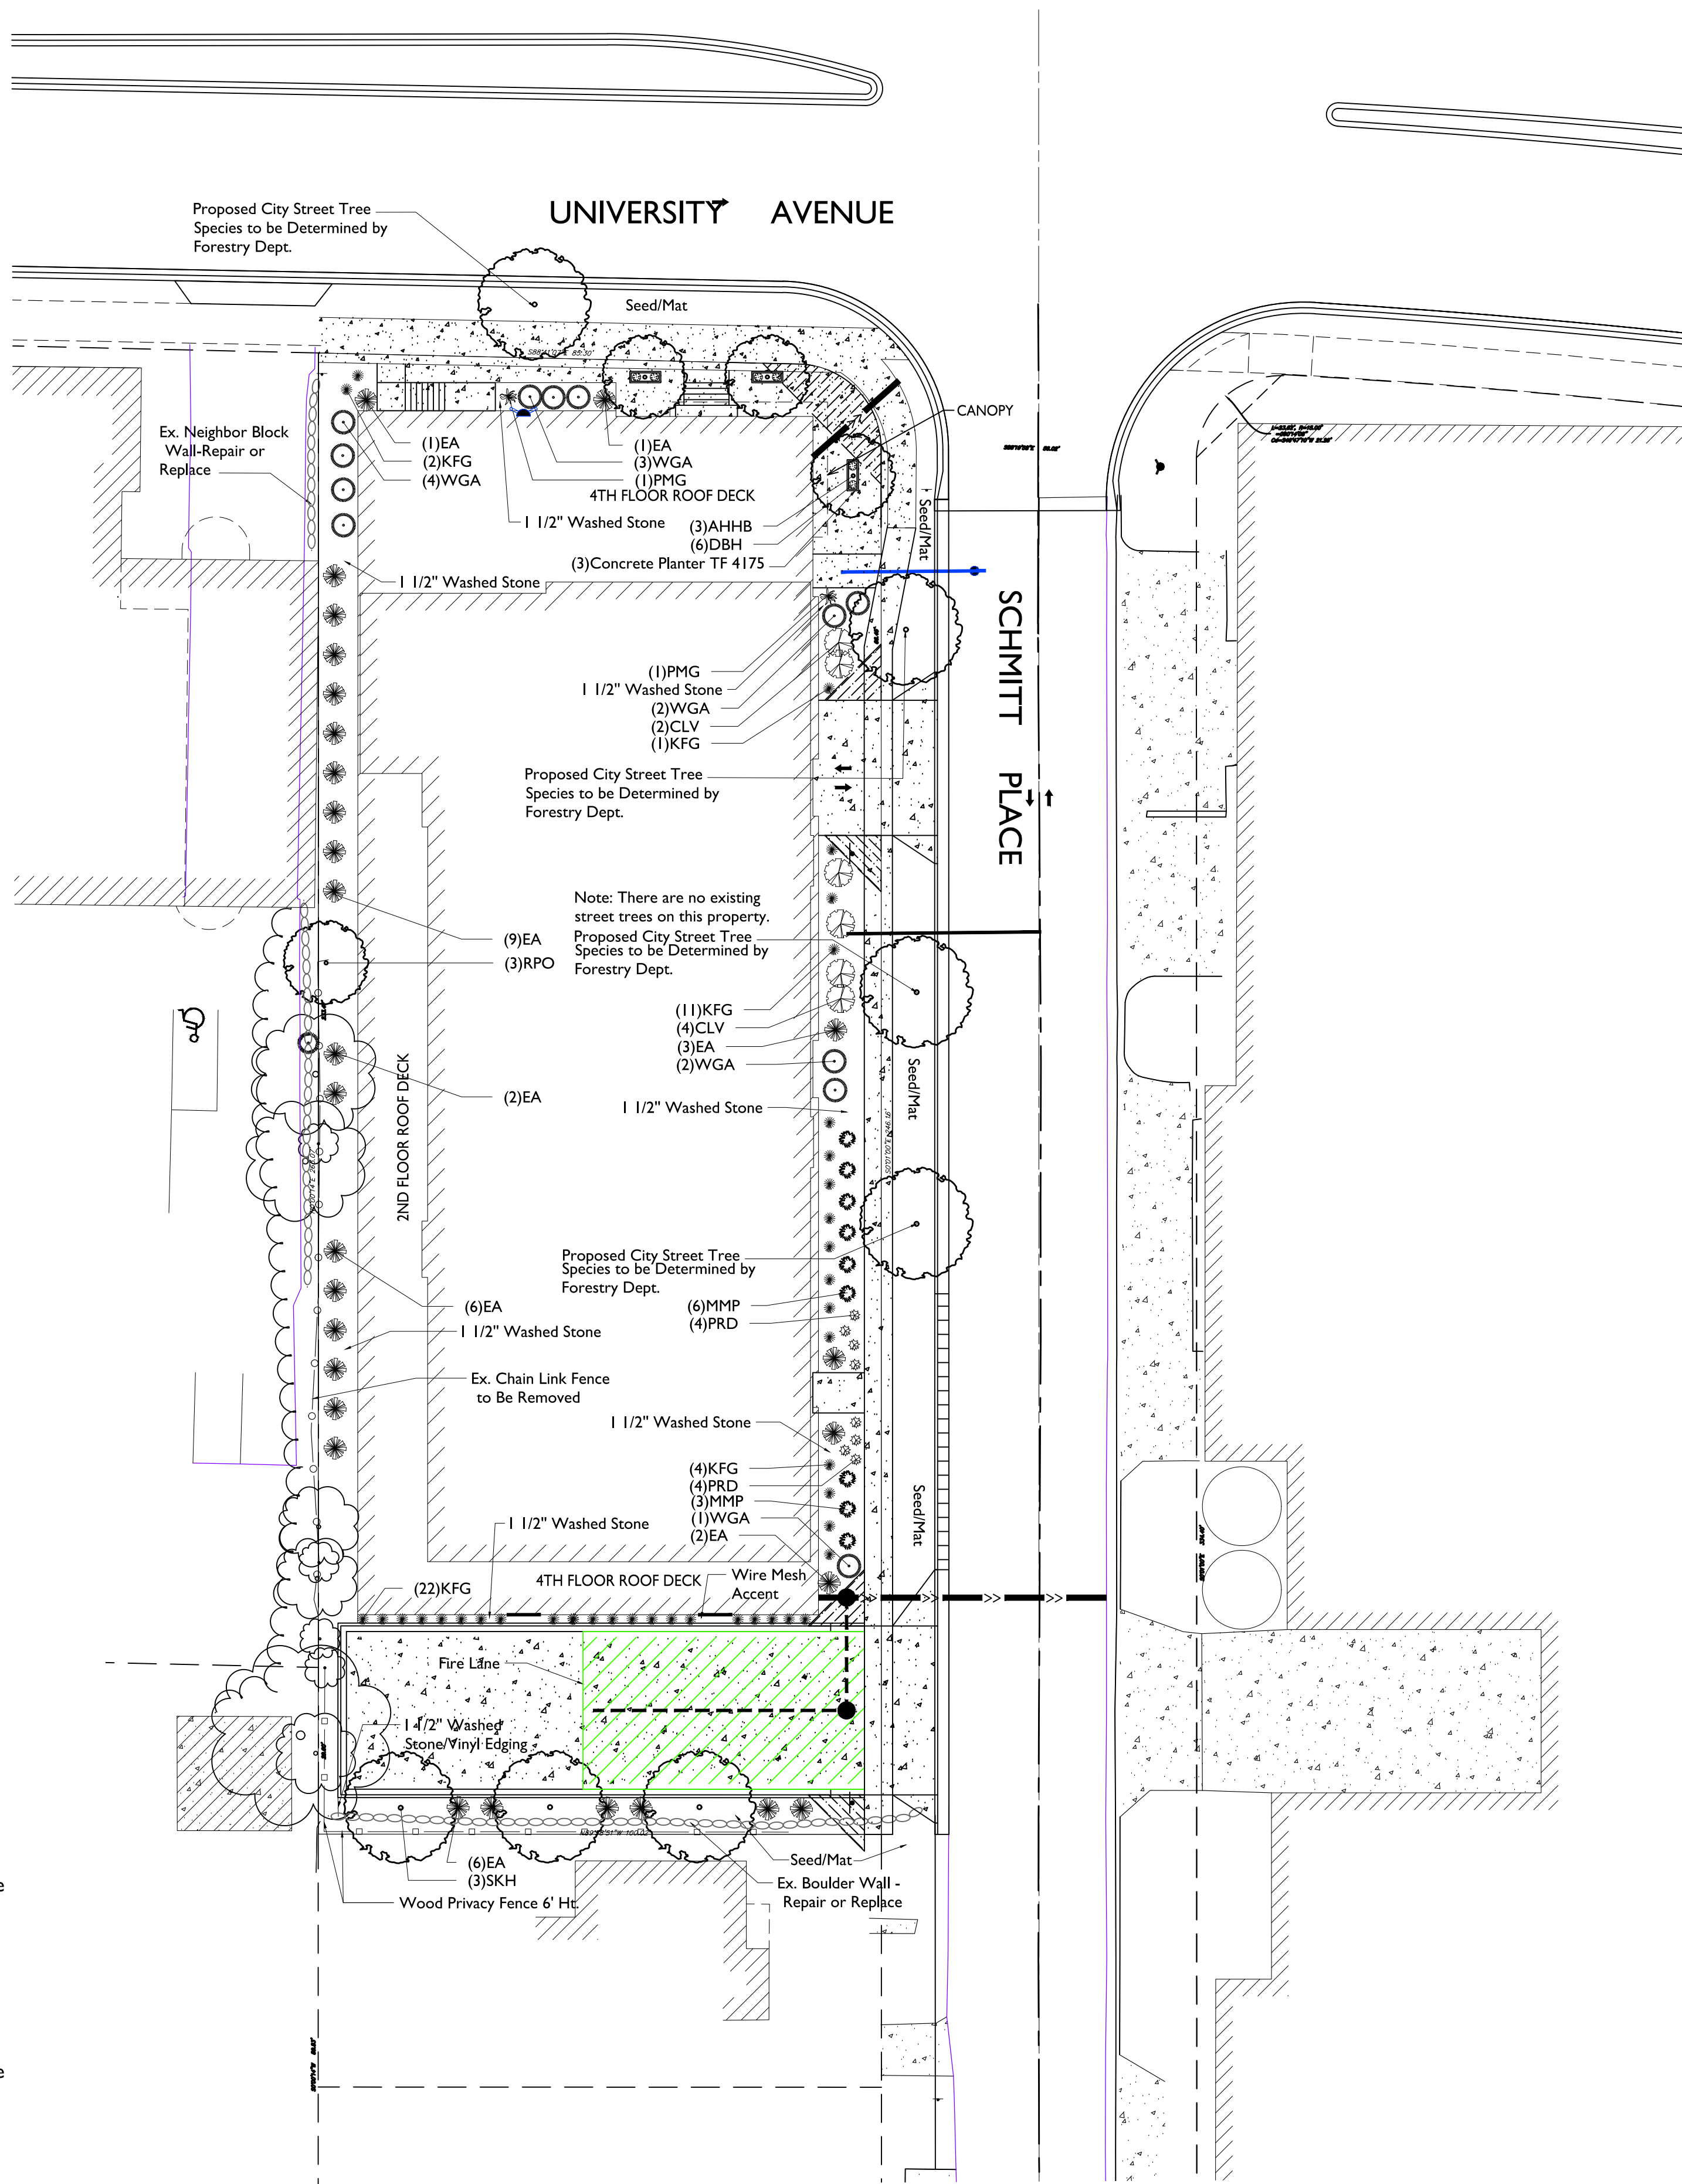 UNIVERSITY AVENUE
Proposed City Street Tree
Species to be Determined by
Forestry Dept.
Seed/Mat
CANOPY
Ex. Neighbor Block
Wall-Repair or
Replace
(1)EA
(2)KFG
(4)WGA
(1)EA
(3)WGA
(1)PMG
4TH FLOOR ROOF DECK
1 1/2" Washed Stone
(3)AHHB
(6)DBH
(3)Concrete Planter TF 4175
Seed/Mat
1 1/2" Washed Stone
SCHMITT PLACE
(1)PMG
1 1/2" Washed Stone
(2)WGA
(2)CLV
(1)KFG
Proposed City Street Tree
Species to be Determined by
Forestry Dept.
Note: There are no existing
street trees on this property.
(9)EA
(3)RPO
Proposed City Street Tree
Species to be Determined by
Forestry Dept.
(11)KFG
(4)CLV
(3)EA
(2)WGA
Seed/Mat
2ND FLOOR ROOF DECK
(2)EA
1 1/2" Washed Stone
Proposed City Street Tree
Species to be Determined by
Forestry Dept.
(6)EA
(6)MMP
(4)PRD
1 1/2" Washed Stone
Ex. Chain Link Fence
to Be Removed
1 1/2" Washed Stone
(4)KFG
(4)PRD
(3)MMP
(1)WGA
(2)EA
Seed/Mat
1 1/2" Washed Stone
(22)KFG
4TH FLOOR ROOF DECK
Wire Mesh
Accent
>> >> >> >>
Fire Lane
1 1/2" Washed
Stone/Vinyl Edging
(6)EA
(3)SKH
Seed/Mat
Ex. Boulder Wall -
Repair or Replace
Wood Privacy Fence 6' Ht.
e
e